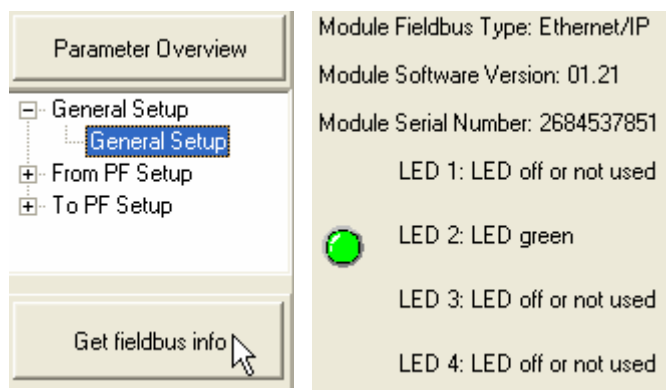 Parameter Overview
General Setup
General Setup
From PF Setup
To PF Setup
Get fieldbus info
Module Fieldbus Type: Ethernet/IP
Module Software Version: 01.21
Module Serial Number: 2684537851
LED 1: LED off or not used
LED 2: LED green
LED 3: LED off or not used
LED 4: LED off or not used